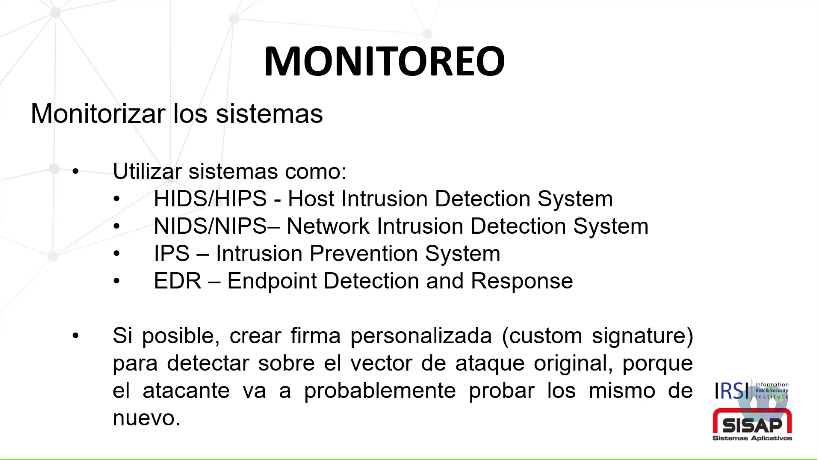 MONITOREO
Monitorizar los sistemas
• Utilizar sistemas como:
• HIDS/HIPS - Host Intrusion Detection System
• NIDS/NIPS– Network Intrusion Detection System
• IPS – Intrusion Prevention System
• EDR – Endpoint Detection and Response
• Si posible, crear firma personalizada (custom signature)
para detectar sobre el vector de ataque original, porque
el atacante va a probablemente probar los mismo de
nuevo.
IRSI Information
Risk & Security
Institute
SISAP
Sistemas Aplicativos